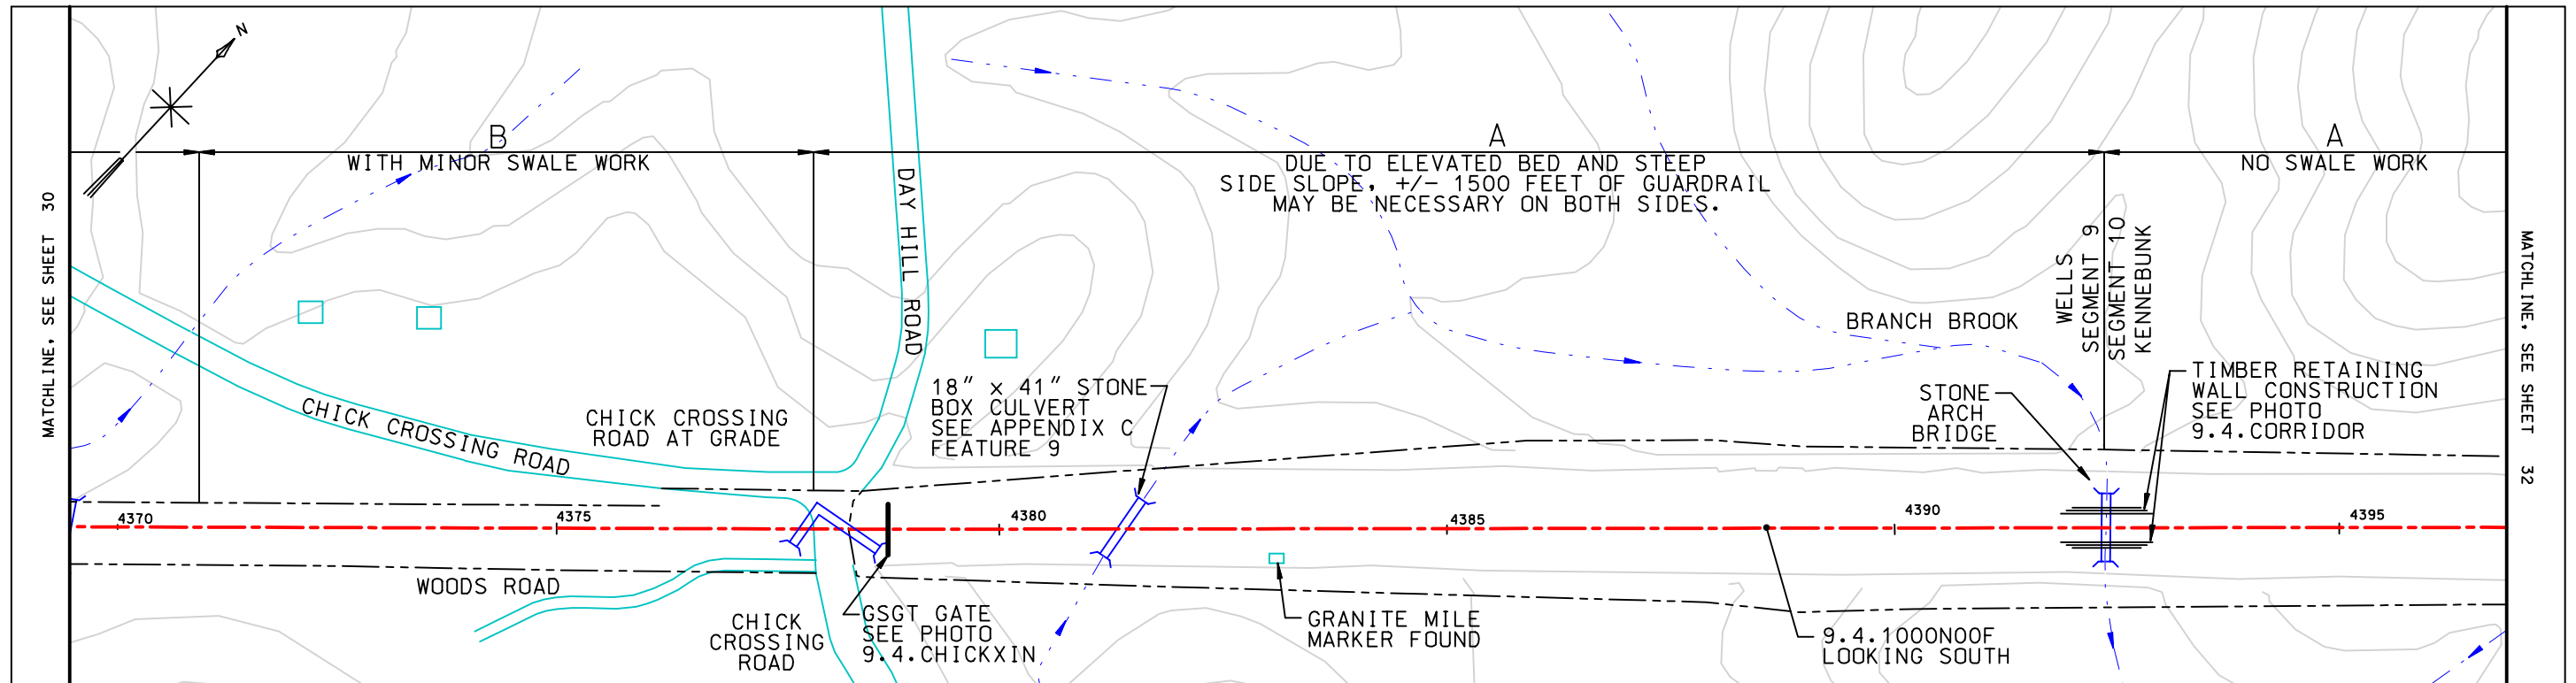 N
B
WITH MINOR SWALE WORK
A
DUE TO ELEVATED BED AND STEEP
SIDE SLOPE, +/- 1500 FEET OF GUARDRAIL
MAY BE NECESSARY ON BOTH SIDES.
A
NO SWALE WORK
MATCHLINE, SEE SHEET 30
DAY HILL ROAD
WELLS
SEGMENT 9
SEGMENT 10
KENNEBUNK
MATCHLINE, SEE SHEET 32
BRANCH BROOK
CHICK CROSSING ROAD
CHICK CROSSING
ROAD AT GRADE
18" x 41" STONE
BOX CULVERT
SEE APPENDIX C
FEATURE 9
STONE
ARCH
BRIDGE
TIMBER RETAINING
WALL CONSTRUCTION
SEE PHOTO
9.4.CORRIDOR
4370
4375
4380
4385
4390
4395
WOODS ROAD
CHICK
CROSSING
ROAD
GSGT GATE
SEE PHOTO
9.4.CHICKXIN
GRANITE MILE
MARKER FOUND
9.4.1000NOOF
LOOKING SOUTH